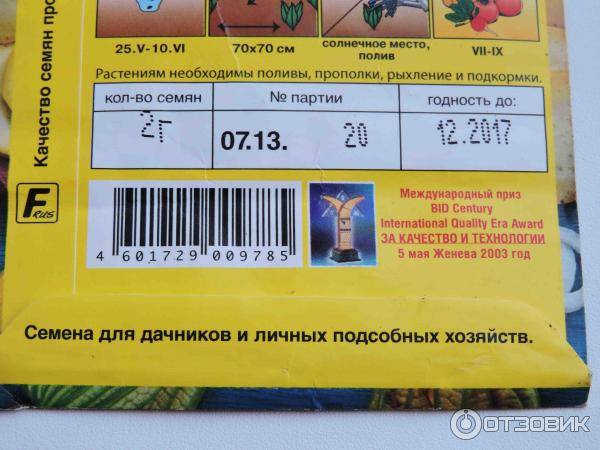 25.V-10.VI
70x70 см
солнечное место,
полив
VII-IX
Растениям необходимы поливы, прополки, рыхление и подкормки.
кол-во семян
№ партии
годность до:
2г
07.13.
20
12.2017
Качество семян про
F
RUS
4 601729 009785
Международный приз
BID Century
International Quality Era Award
ЗА КАЧЕСТВО И ТЕХНОЛОГИИ
5 мая Женева 2003 год
Семена для дачников и личных подсобных хозяйств.
ОТЗОВИК